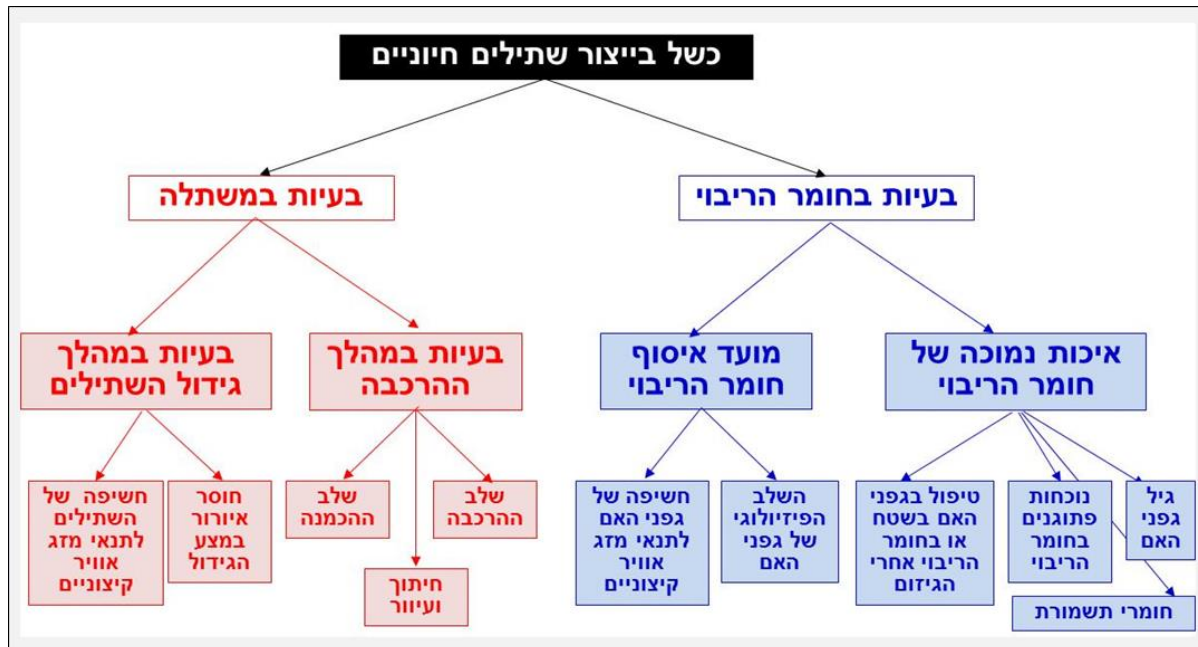 כשל בייצור שתילים חיוניים
בעיות בחומר הריבוי
בעיות במשתלה
איכות נמוכה של
חומר הריבוי
מועד איסוף
חומר הריבוי
בעיות במהלך
ההרכבה
בעיות במהלך
גידול השתילים
גיל
גפני
האם
נוכחות
פתוגנים
בחומר
הריבוי
טיפול בגפני
האם בשטח
או בחומר
הריבוי אחרי
הגיזום
חומרי תשמורת
השלב
הפיזיולוגי
של גפני
האם
חשיפה של
גפני האם
לתנאי מזג
אוויר
קיצוניים
שלב
ההרכבה
חיתוך
ועיוור
שלב
ההכמנה
חוסר
איורור
במצע
הגידול
חשיפה של
השתילים
לתנאי מזג
אוויר
קיצוניים